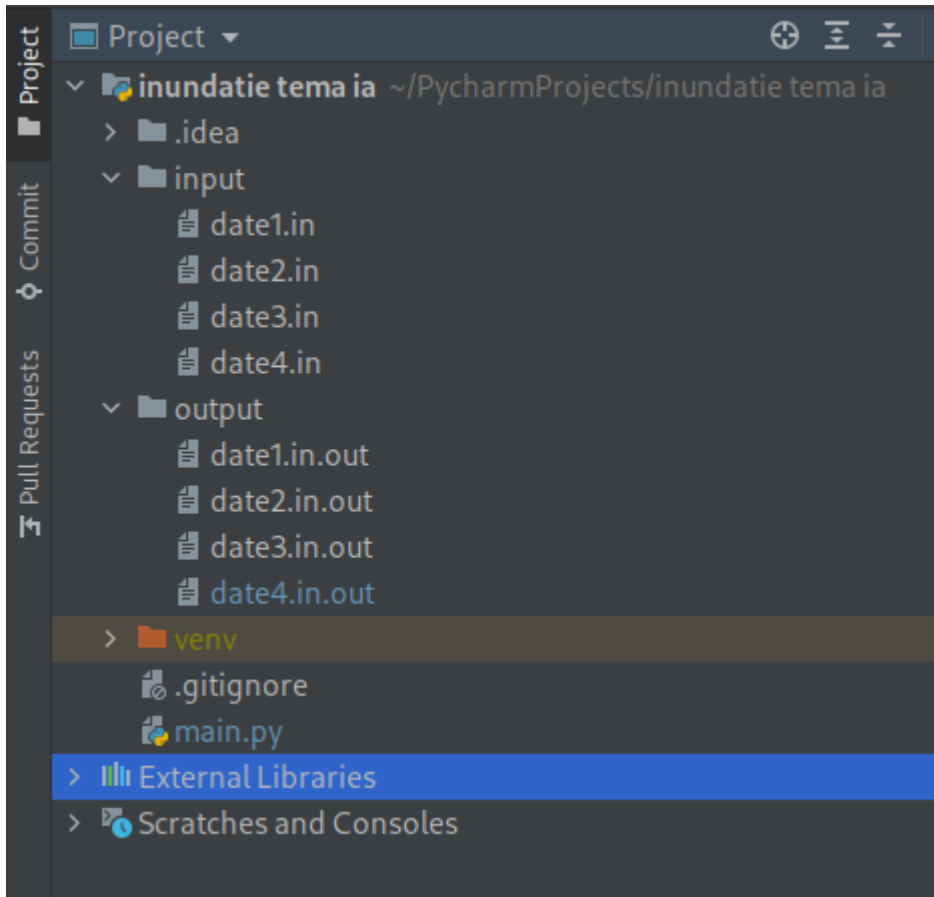 Project
Commit
Pull Requests
Project
inundatie tema ia ~/PycharmProjects/inundatie tema ia
.idea
input
date1.in
date2.in
date3.in
date4.in
output
date1.in.out
date2.in.out
date3.in.out
date4.in.out
venv
.gitignore
main.py
External Libraries
Scratches and Consoles